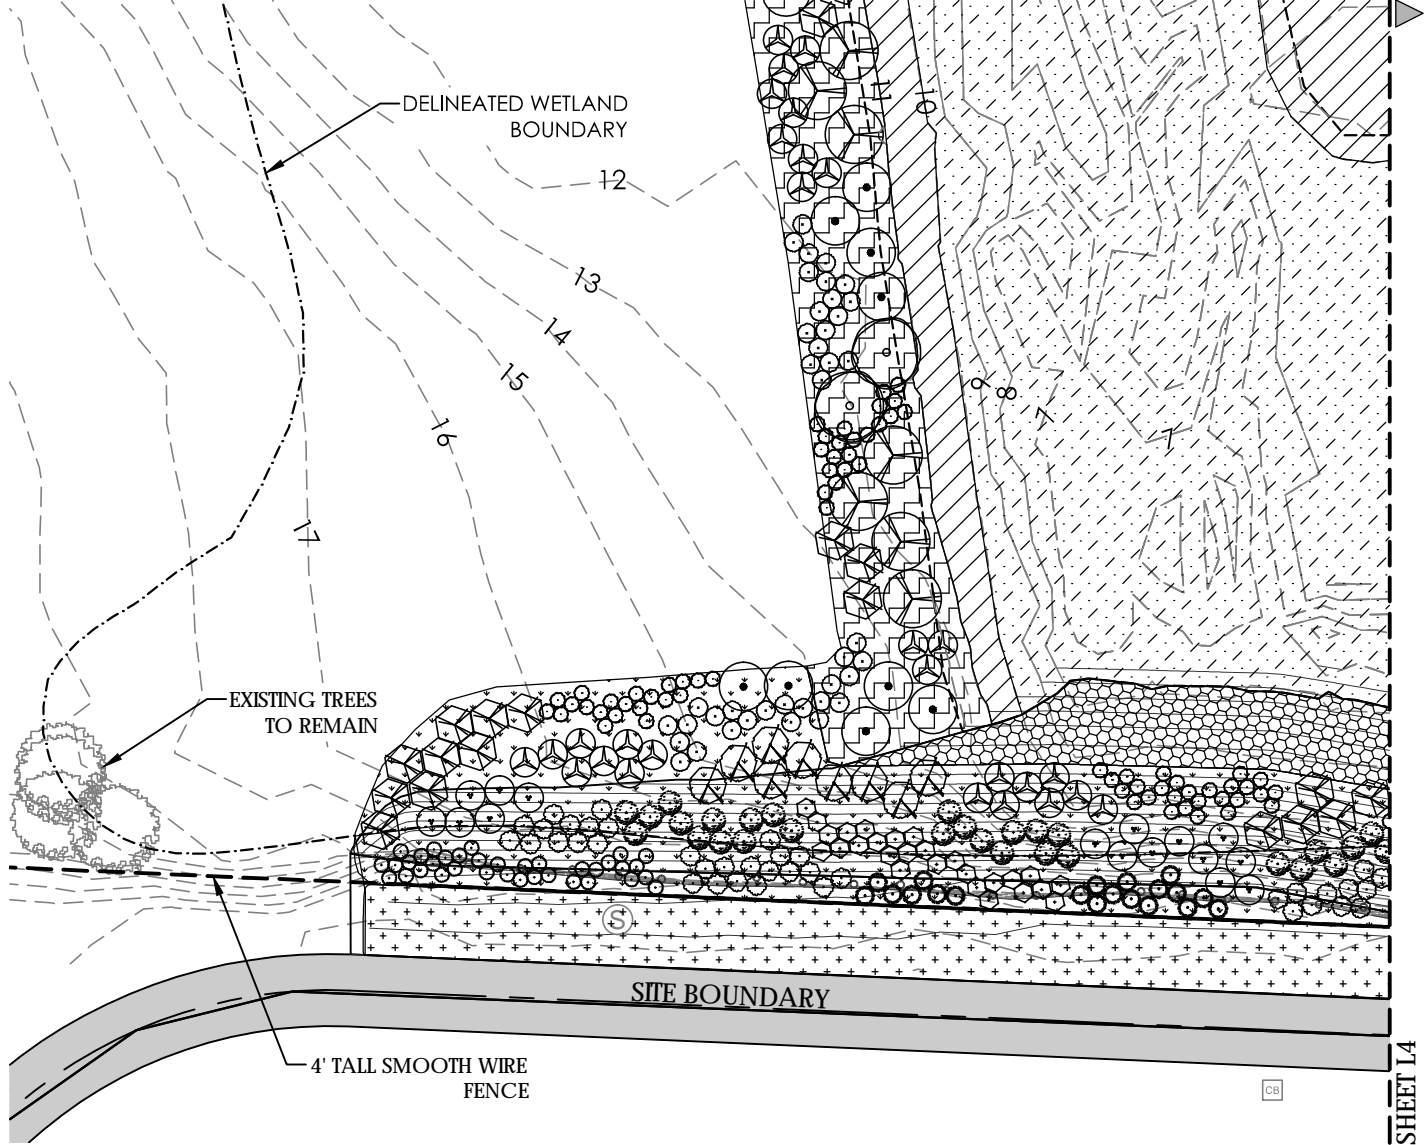 DELINEATED WETLAND
BOUNDARY
11
10
12
13
14
15
16
17
9
8
7
7
EXISTING TREES
TO REMAIN
S
SITE BOUNDARY
4' TALL SMOOTH WIRE
FENCE
CB
SHEET L4